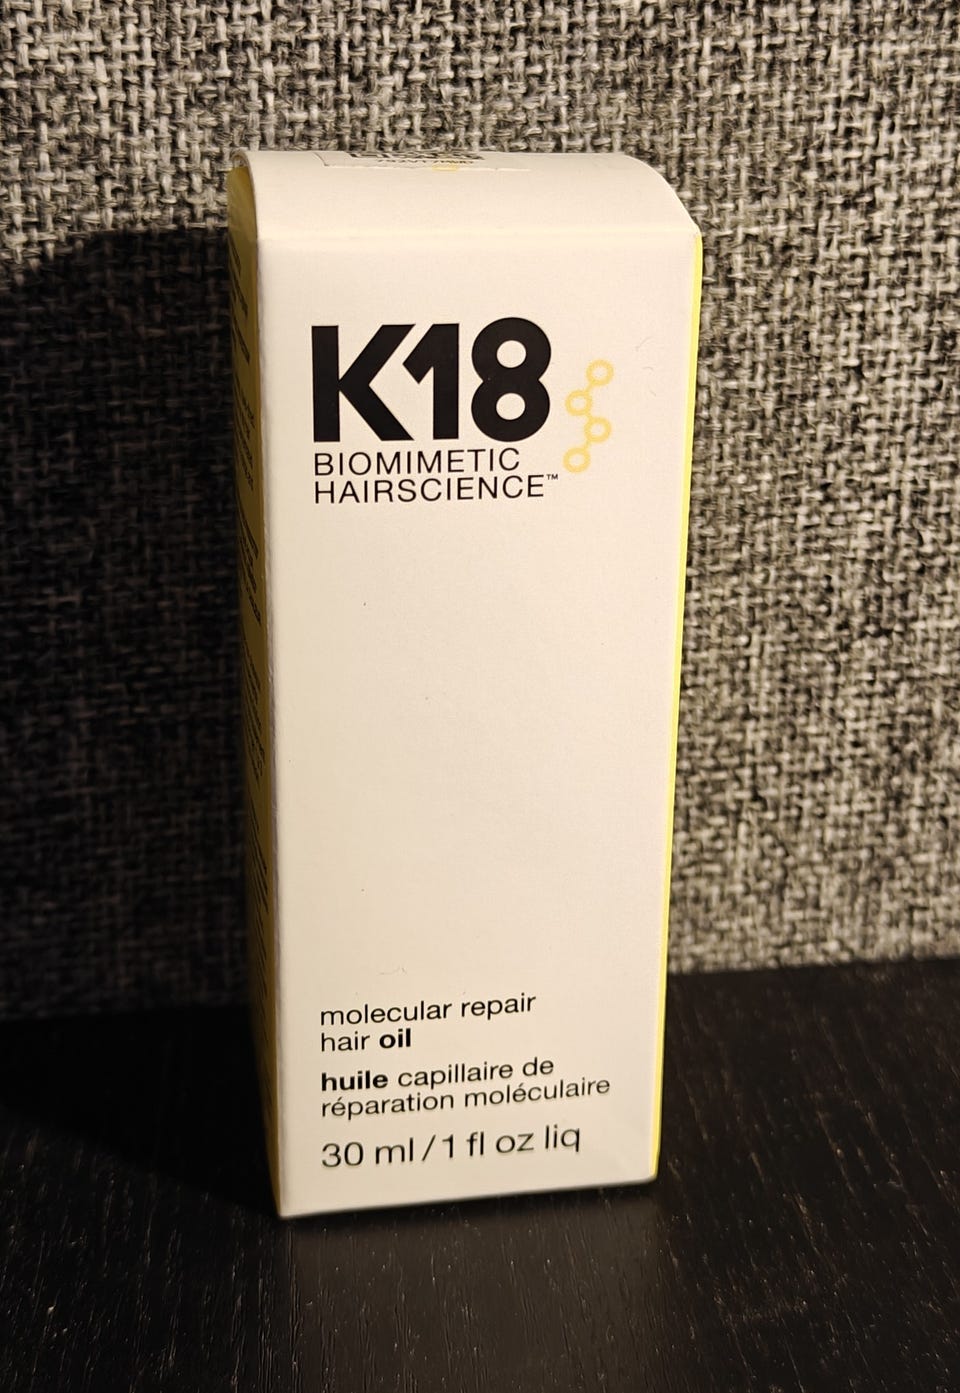 K18
BIOMIMETIC
HAIRSCIENCE™
molecular repair
hair oil
huile capillaire de
réparation moléculaire
30 ml / 1 fl oz liq